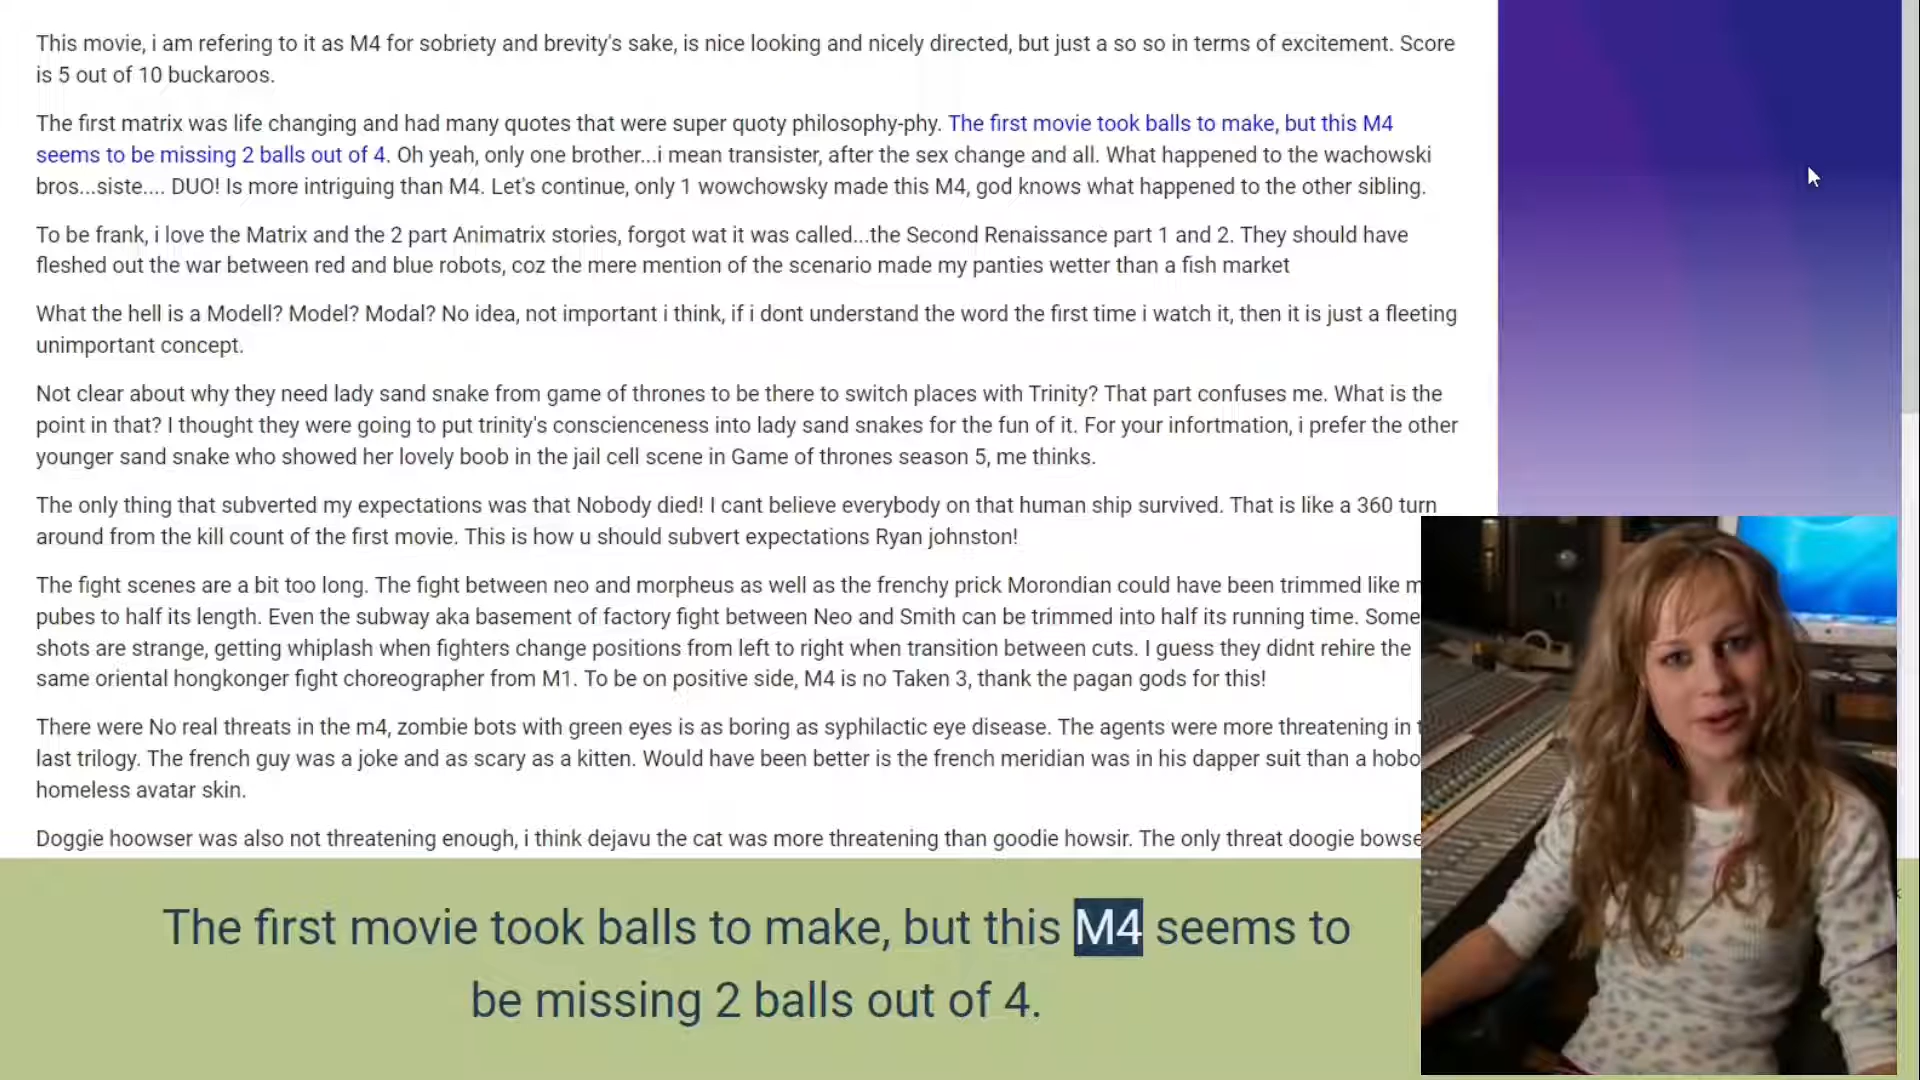 This movie, i am refering to it as M4 for sobriety and brevity's sake, is nice looking and nicely directed, but just a so so in terms of excitement. Score
is 5 out of 10 buckaroos.
The first matrix was life changing and had many quotes that were super quoty philosophy-phy. The first movie took balls to make, but this M4
seems to be missing 2 balls out of 4. Oh yeah, only one brother...i mean transister, after the sex change and all. What happened to the wachowski
bros...siste.... DUO! Is more intriguing than M4. Let's continue, only 1 wowchowsky made this M4, god knows what happened to the other sibling.
To be frank, i love the Matrix and the 2 part Animatrix stories, forgot wat it was called...the Second Renaissance part 1 and 2. They should have
fleshed out the war between red and blue robots, coz the mere mention of the scenario made my panties wetter than a fish market
What the hell is a Modell? Model? Modal? No idea, not important i think, if i dont understand the word the first time i watch it, then it is just a fleeting
unimportant concept.
Not clear about why they need lady sand snake from game of thrones to be there to switch places with Trinity? That part confuses me. What is the
point in that? I thought they were going to put trinity's conscienceness into lady sand snakes for the fun of it. For your infortmation, i prefer the other
younger sand snake who showed her lovely boob in the jail cell scene in Game of thrones season 5, me thinks.
The only thing that subverted my expectations was that Nobody died! I cant believe everybody on that human ship survived. That is like a 360 turn
around from the kill count of the first movie. This is how u should subvert expectations Ryan johnston!
The fight scenes are a bit too long. The fight between neo and morpheus as well as the frenchy prick Morondian could have been trimmed like m
pubes to half its length. Even the subway aka basement of factory fight between Neo and Smith can be trimmed into half its running time. Some
shots are strange, getting whiplash when fighters change positions from left to right when transition between cuts. I guess they didnt rehire the
same oriental hongkonger fight choreographer from M1. To be on positive side, M4 is no Taken 3, thank the pagan gods for this!
There were No real threats in the m4, zombie bots with green eyes is as boring as syphilactic eye disease. The agents were more threatening in t
last trilogy. The french guy was a joke and as scary as a kitten. Would have been better is the french meridian was in his dapper suit than a hobo
homeless avatar skin.
Doggie hoowser was also not threatening enough, i think dejavu the cat was more threatening than goodie howsir. The only threat doogie bowse
The first movie took balls to make, but this M4 seems to
be missing 2 balls out of 4.